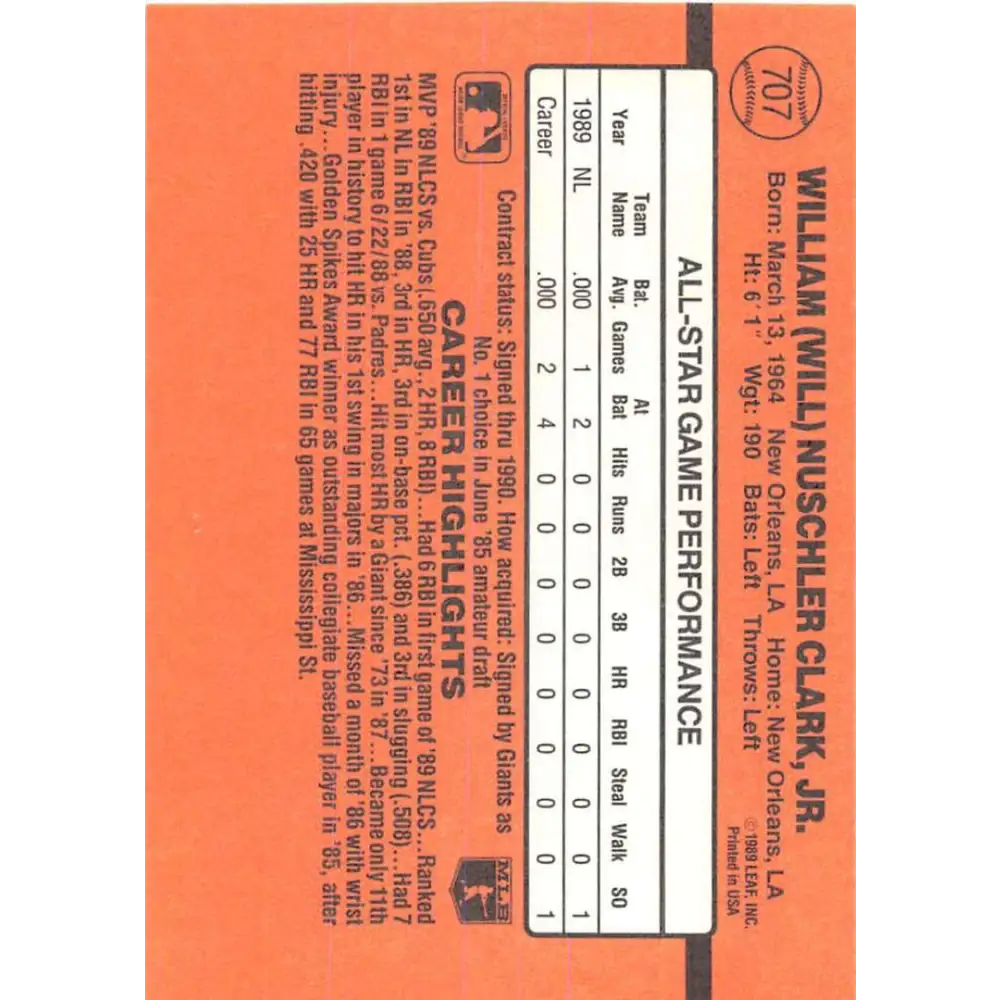 707
WILLIAM (WILL) NUSCHLER CLARK, JR.
Born: March 13, 1964 New Orleans, LA Home: New Orleans, LA
Ht: 6' 1" Wgt: 190 Bats: Left Throws: Left
© 1989 LEAF, INC.
Printed in USA
ALL-STAR GAME PERFORMANCE
Year Team Name Bat. Avg. Games At Bat Hits Runs 2B 3B HR RBI Steal Walk SO
1989 NL .000 1 2 0 0 0 0 0 0 0 0 1
Career .000 2 4 0 0 0 0 0 0 0 0 1
Contract status: Signed thru 1990. How acquired: Signed by Giants as
No. 1 choice in June '85 amateur draft
MLB
CAREER HIGHLIGHTS
MVP '89 NLCS vs. Cubs (.650 avg., 2 HR, 8 RBI)...Had 6 RBI in first game of '89 NLCS...Ranked
1st in NL in RBI in '88, 3rd in HR, 3rd in on-base pct. (.386) and 3rd in slugging (.508)...Had 7
RBI in 1 game 6/22/88 vs. Padres...Hit most HR by a Giant since '73 in '87...Became only 11th
player in history to hit HR in his 1st swing in majors in '86...Missed a month of '86 with wrist
injury...Golden Spikes Award winner as outstanding collegiate baseball player in '85, after
hitting .420 with 25 HR and 77 RBI in 65 games at Mississippi St.